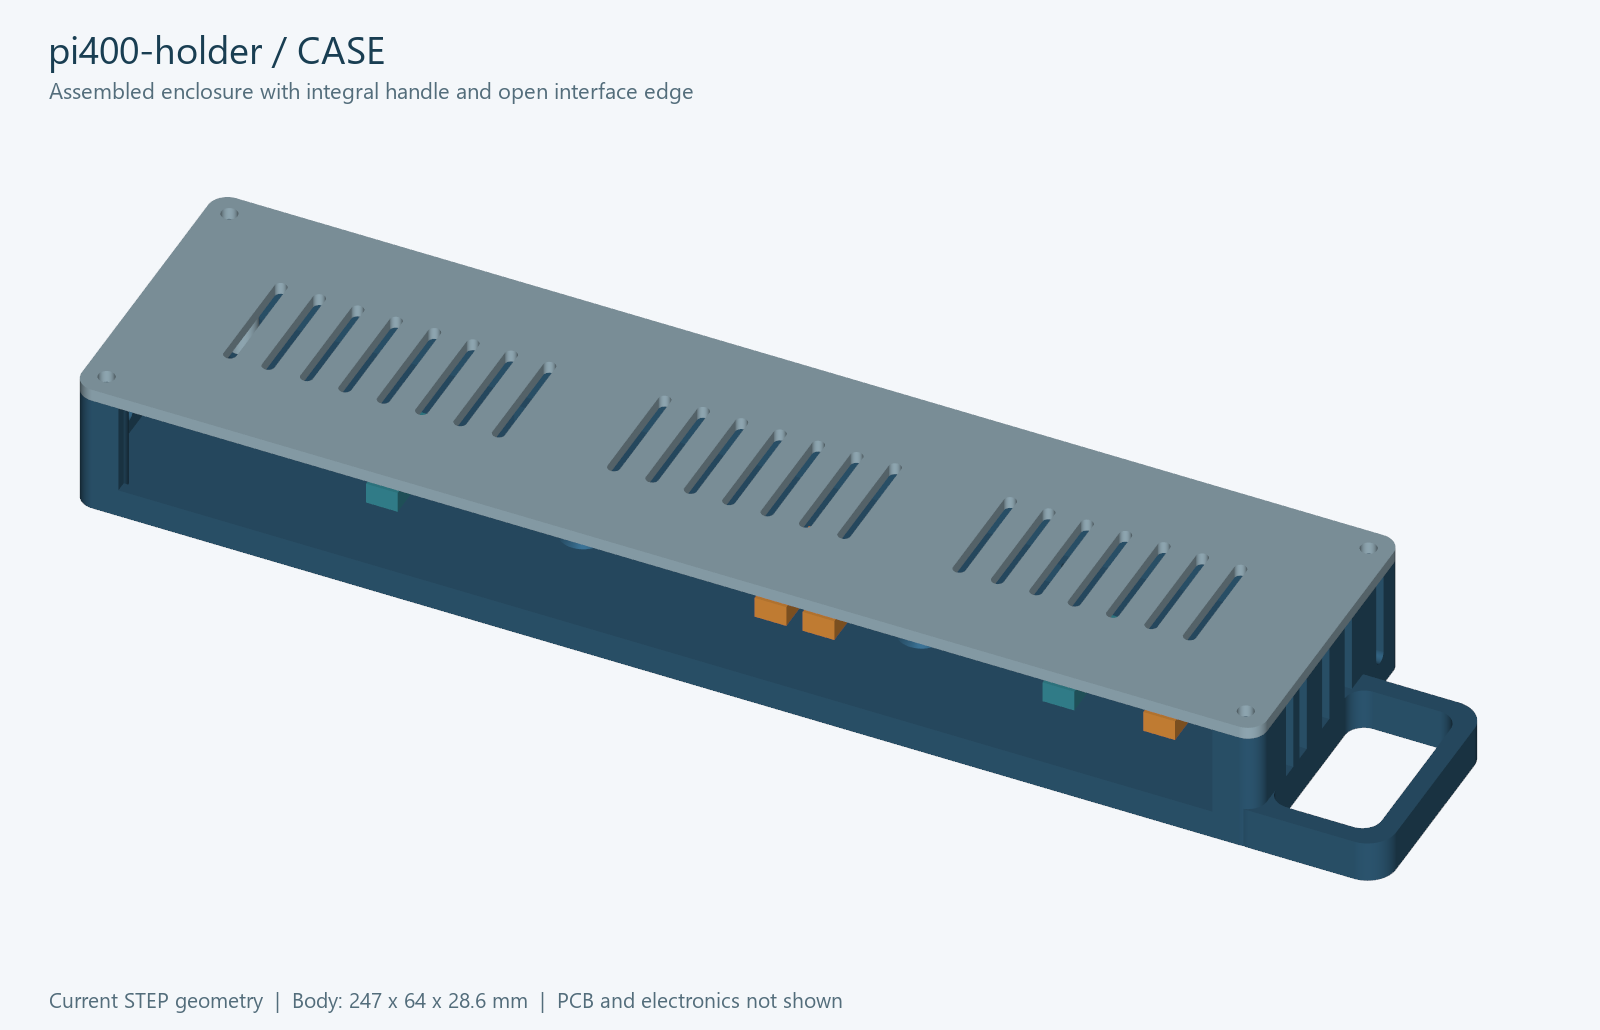 pi400-holder / CASE
Assembled enclosure with integral handle and open interface edge
Current STEP geometry | Body: 247 x 64 x 28.6 mm | PCB and electronics not shown